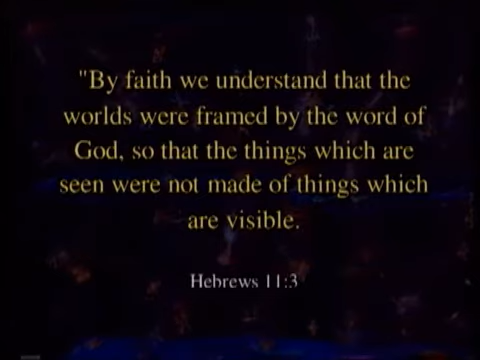 "By faith we understand that the
worlds were framed by the word of
God, so that the things which are
seen were not made of things which
are visible.
Hebrews 11:3